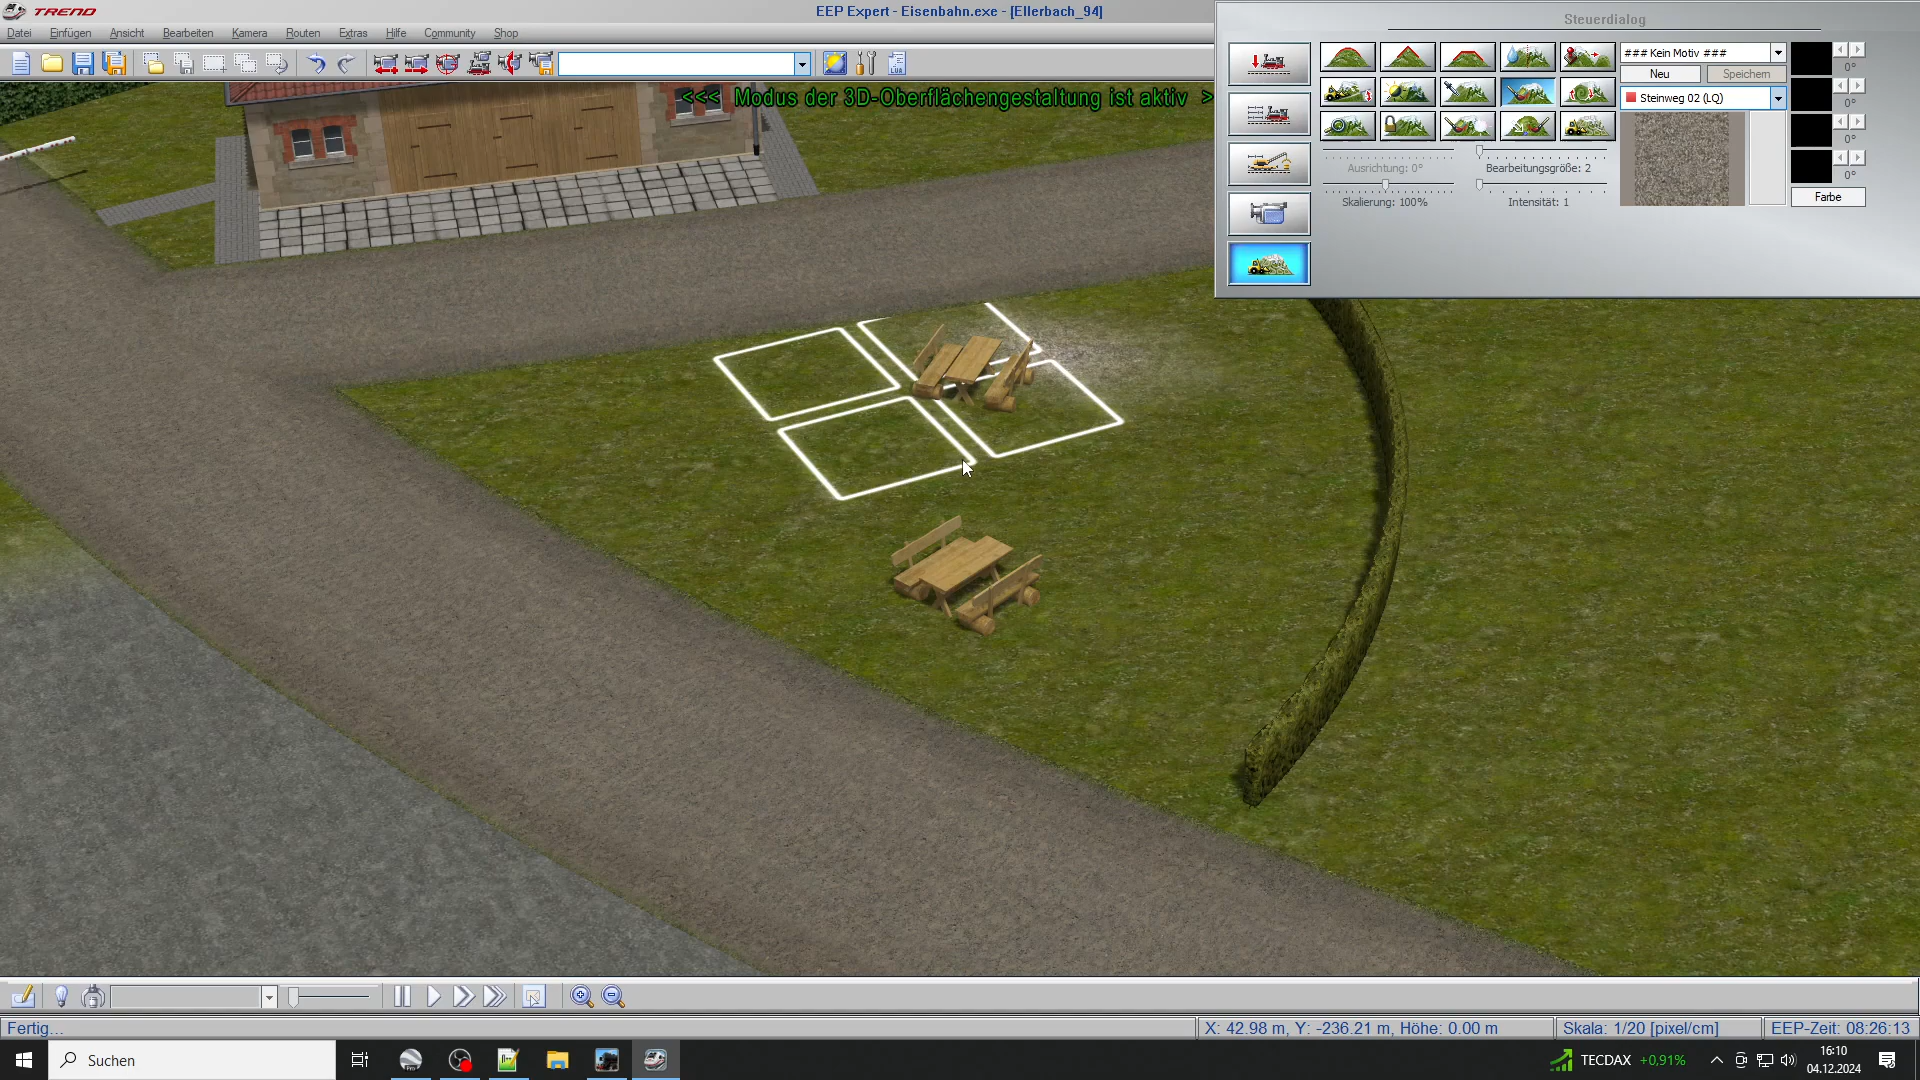 TREND
EEP Expert - Eisenbahn.exe - [Ellerbach_94]
Datei Einfügen Ansicht Bearbeiten Kamera Routen Extras Hilfe Community Shop
<<< Modus der 3D-Oberflächengestaltung ist aktiv >
Steuerdialog
### Kein Motiv ###
Neu Speichern
Steinweg 02 (LQ)
0°
0°
0°
0°
Ausrichtung: 0° Bearbeitungsgröße: 2
Skalierung: 100% Intensität: 1
Farbe
Fertig...
X: 42.98 m, Y: -236.21 m, Höhe: 0.00 m
Skala: 1/20 [pixel/cm]
EEP-Zeit: 08:26:13
Suchen
TECDAX +0,91%
16:10
04.12.2024